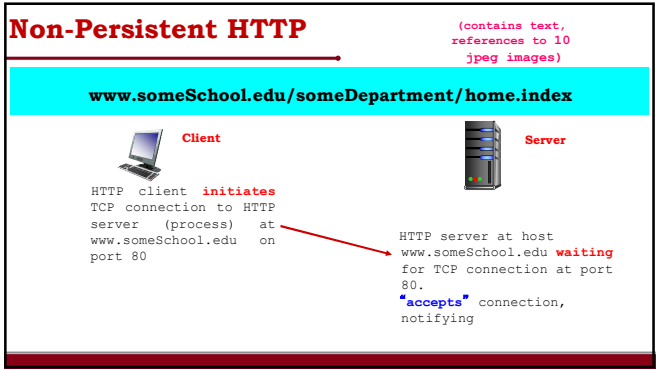 Non-Persistent HTTP
(contains text,
references to 10
jpeg images)
www.someSchool.edu/someDepartment/home.index
Client
Server
HTTP client initiates
TCP connection to HTTP
server (process) at
www.someSchool.edu on
port 80
HTTP server at host
www.someSchool.edu waiting
for TCP connection at port
80.
“accepts” connection,
notifying